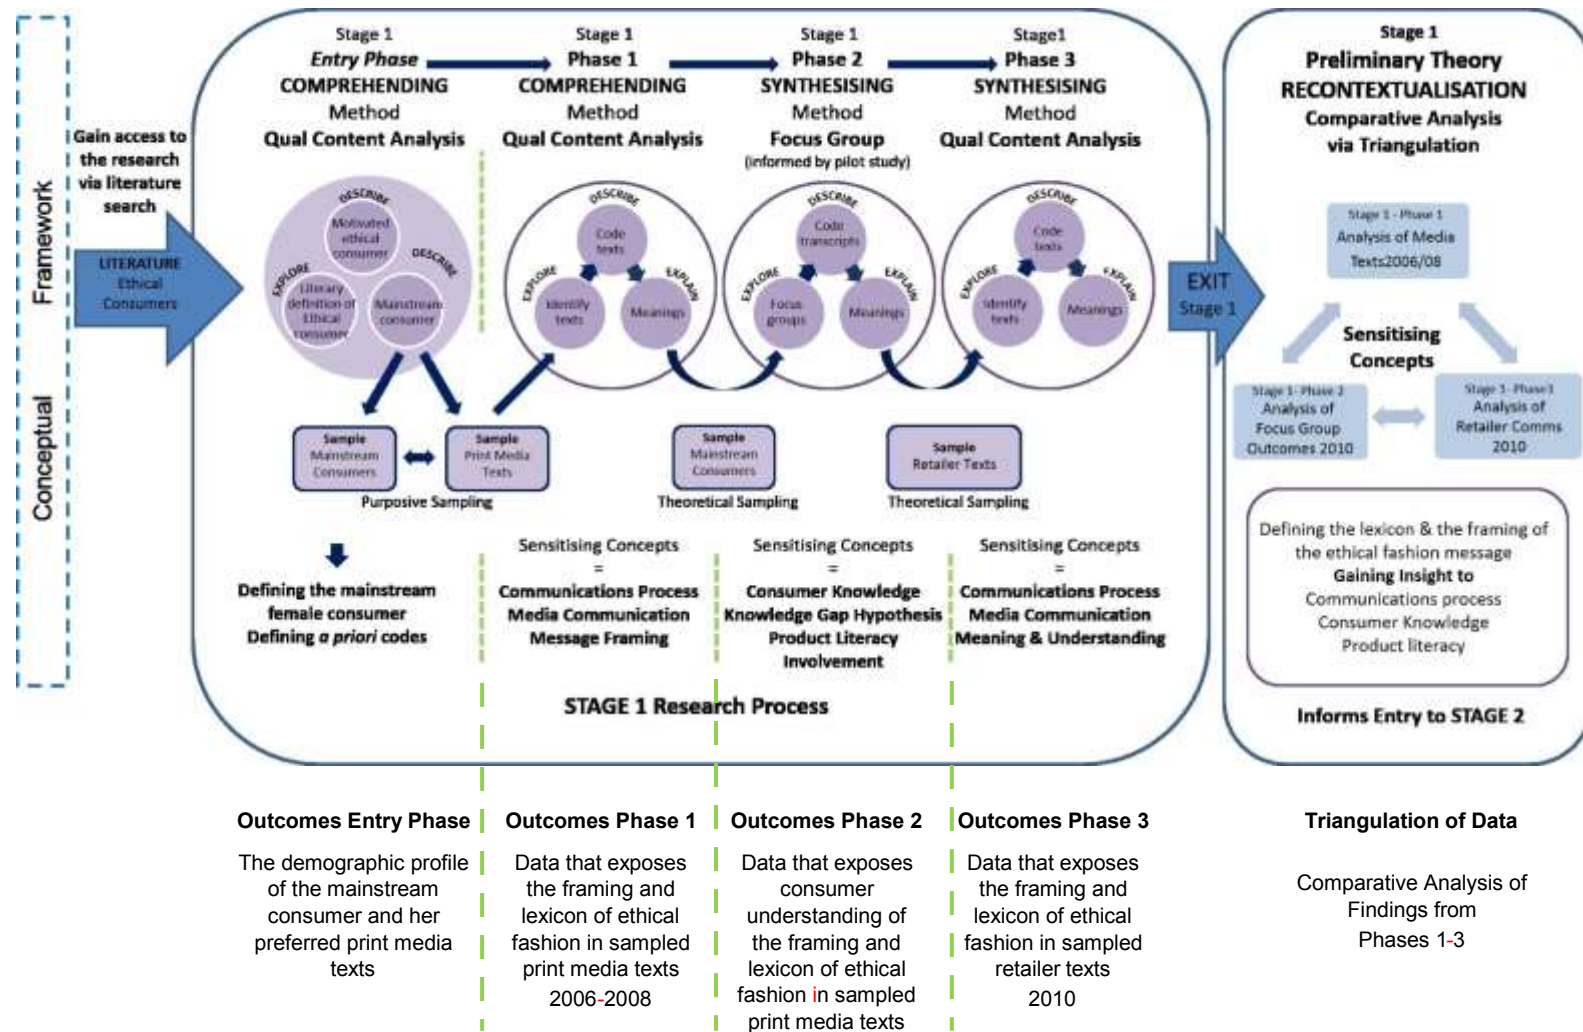 Framework
Conceptual
Gain access to
the research
via literature
search
LITERATURE
Ethical
Consumers
Stage 1
Entry Phase
COMPREHENDING
Method
Qual Content Analysis
Stage 1
Phase 1
COMPREHENDING
Method
Qual Content Analysis
Stage 1
Phase 2
SYNTHESISING
Method
Focus Group
(informed by pilot study)
Stage1
Phase 3
SYNTHESISING
Method
Qual Content Analysis
DESCRIBE
Motivated
ethical
consumer
DESCRIBE
EXPLORE
Literary
definition of
Ethical
consumer
Mainstream
consumer
DESCRIBE
Code
texts
EXPLORE
EXPLAIN
Identify
texts
Meanings
DESCRIBE
Code
transcripts
EXPLORE
EXPLAIN
Focus
groups
Meanings
DESCRIBE
Code
texts
EXPLORE
EXPLAIN
Identify
texts
Meanings
EXIT
Stage 1
Sample
Mainstream
Consumers
Sample
Print Media
Texts
Purposive Sampling
Sample
Mainstream
Consumers
Theoretical Sampling
Sample
Retailer Texts
Theoretical Sampling
Defining the mainstream
female consumer
Defining a priori codes
Sensitising Concepts
=
Communications Process
Media Communication
Message Framing
Sensitising Concepts
=
Consumer Knowledge
Knowledge Gap Hypothesis
Product Literacy
Involvement
Sensitising Concepts
=
Communications Process
Media Communication
Meaning & Understanding
STAGE 1 Research Process
Stage 1
Preliminary Theory
RECONTEXTUALISATION
Comparative Analysis
via Triangulation
Stage 1 - Phase 1
Analysis of Media
Texts2006/08
Sensitising
Concepts
Stage 1- Phase 2
Analysis of
Focus Group
Outcomes 2010
Stage 1- Phase3
Analysis of
Retailer Comms
2010
Defining the lexicon & the framing of
the ethical fashion message
Gaining Insight to
Communications process
Consumer Knowledge
Product literacy
Informs Entry to STAGE 2
Outcomes Entry Phase
The demographic profile
of the mainstream
consumer and her
preferred print media
texts
Outcomes Phase 1
Data that exposes
the framing and
lexicon of ethical
fashion in sampled
print media texts
2006-2008
Outcomes Phase 2
Data that exposes
consumer
understanding of
the framing and
lexicon of ethical
fashion in sampled
print media texts
Outcomes Phase 3
Data that exposes
the framing and
lexicon of ethical
fashion in sampled
retailer texts
2010
Triangulation of Data
Comparative Analysis of
Findings from
Phases 1-3